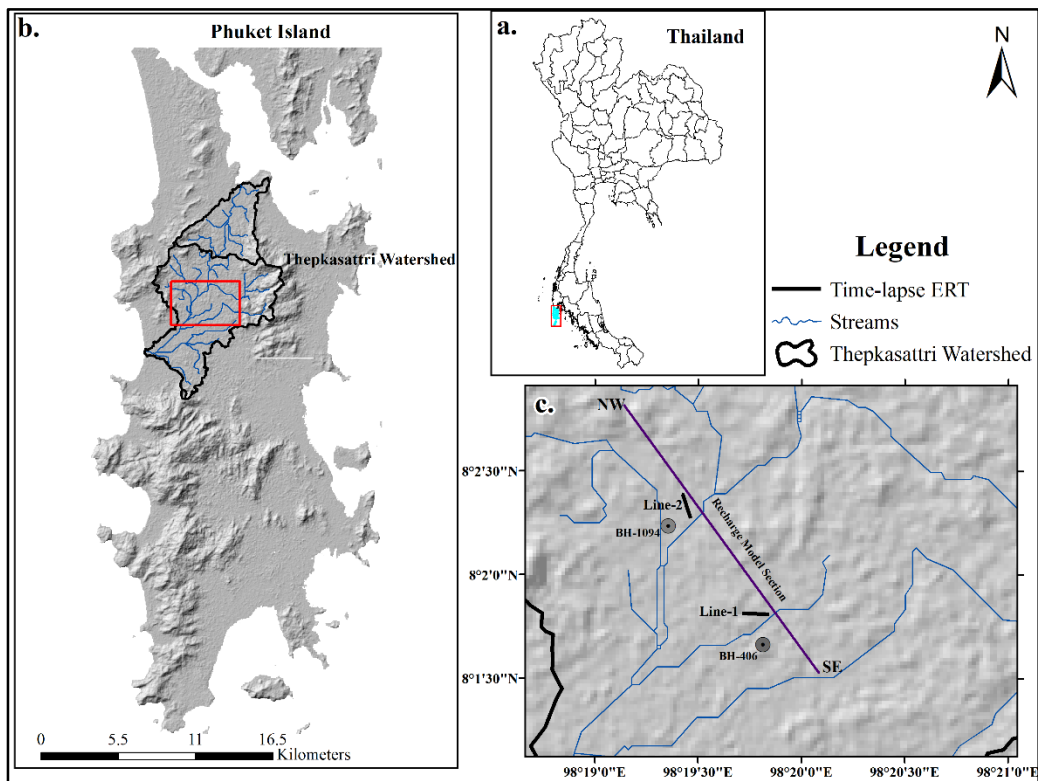 b.
Phuket Island
Thepkasattri Watershed
0
5.5
11
16.5
Kilometers
a.
Thailand
N
Legend
Time-lapse ERT
Streams
Thepkasattri Watershed
c.
NW
Line-2
BH-1094
Recharge Model Section
Line-1
BH-406
SE
8°2'30"N
8°2'0"N
8°1'30"N
98°19'0"E
98°19'30"E
98°20'0"E
98°20'30"E
98°21'0"E